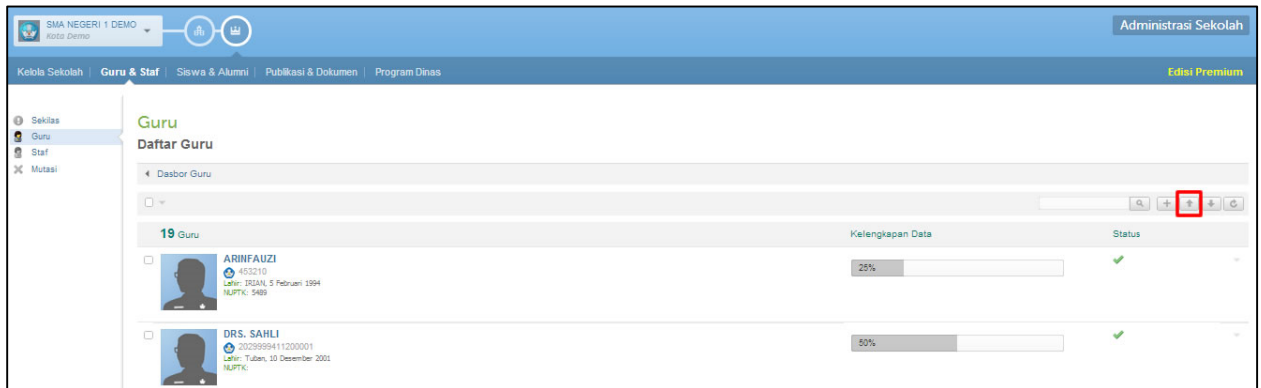 SMA NEGERI 1 DEMO
Kota Demo
Administrasi Sekolah
Kelola Sekolah | Guru & Staf | Siswa & Alumni | Publikasi & Dokumen | Program Dinas
Edisi Premium
Sekilas
Guru
Staf
Mutasi
Guru
Daftar Guru
Dasbor Guru
19 Guru
Kelengkapan Data
Status
ARINFAUZI
453210
Lahir: IRIAN, 5 Februari 1994
NUPTK: 5489
25%
DRS. SAHLI
2029999411200001
Lahir: Tuban, 10 Desember 2001
NUPTK:
50%